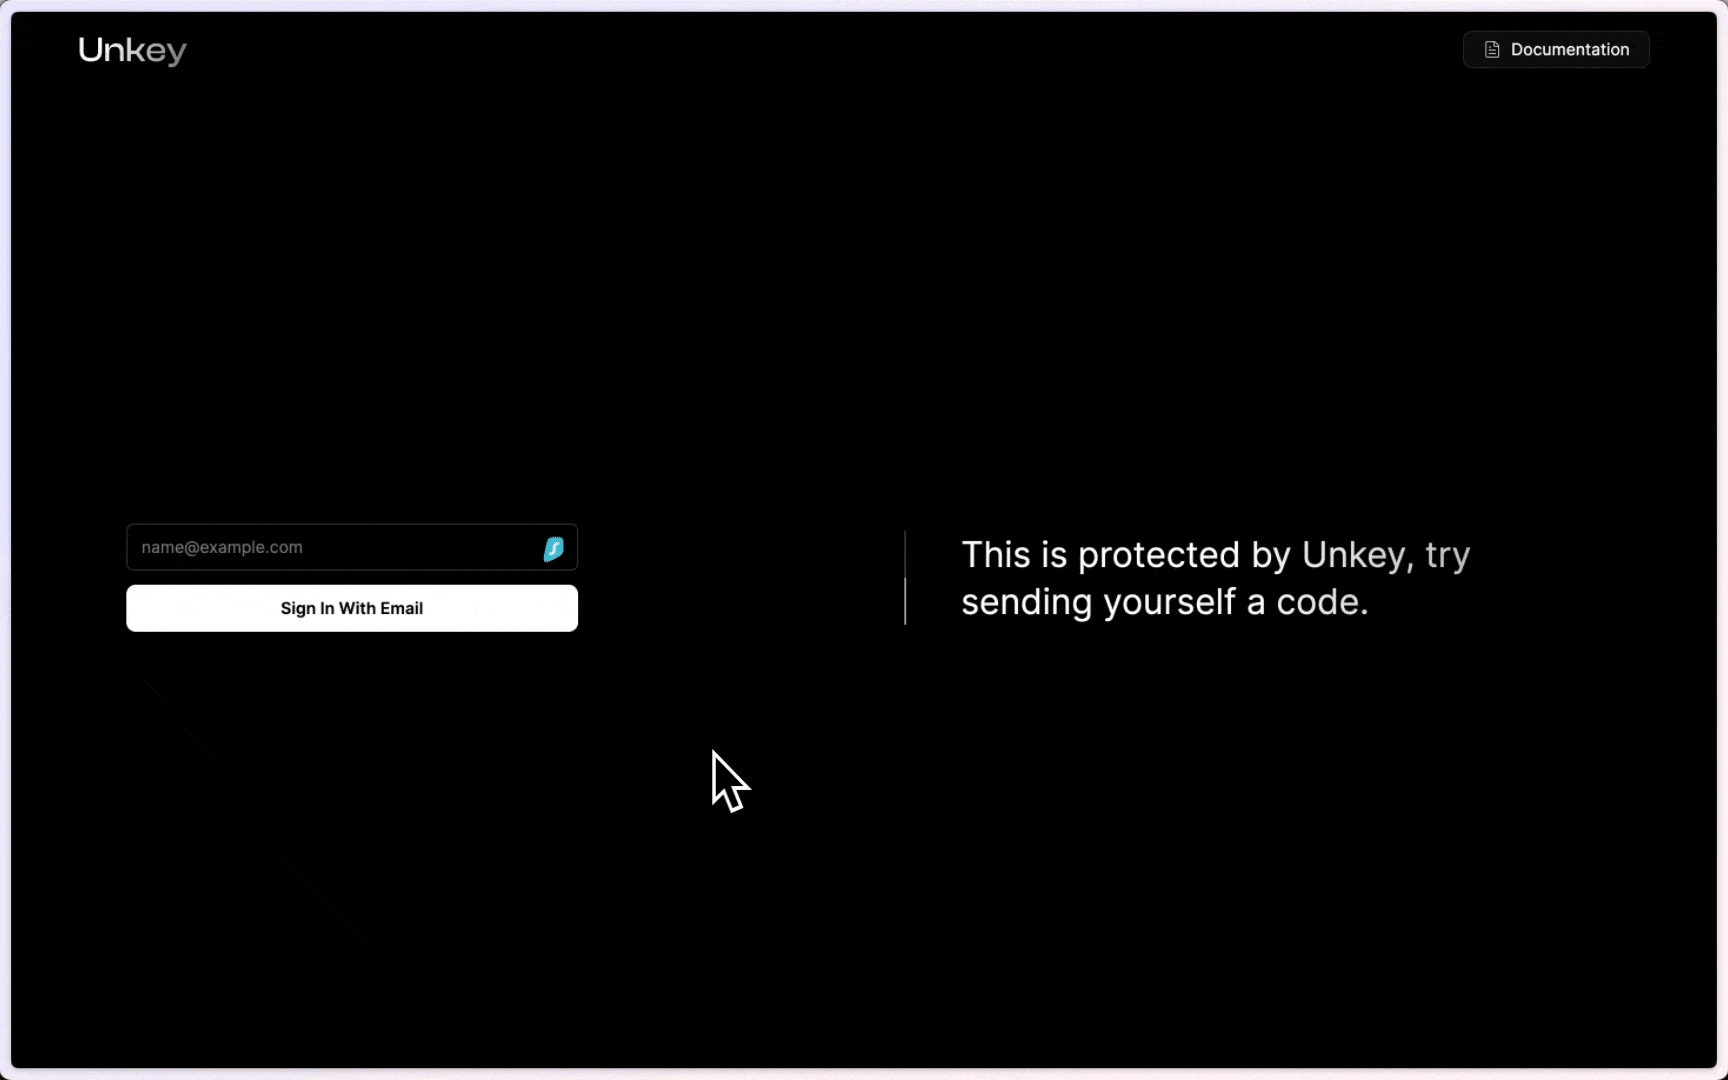 Unkey
Documentation
name@example.com
Sign In With Email
This is protected by Unkey, try
sending yourself a code.